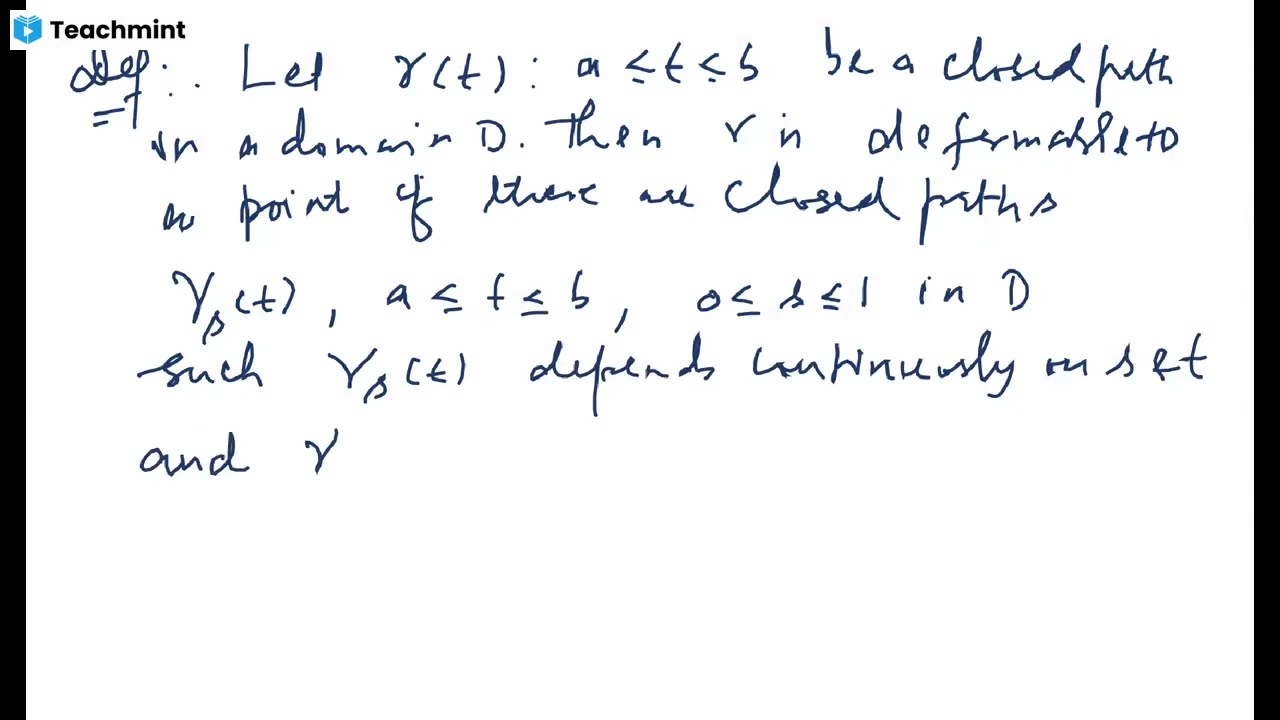 Teachmint
Def:. Let γ(t): a ≤ t ≤ b be a closed path
in a domain D. Then γ is deformable to
a point if there are closed paths
γₛ(t), a ≤ t ≤ b, 0 ≤ s ≤ 1 in D
such γₛ(t) depends continuously on s & t
and γ